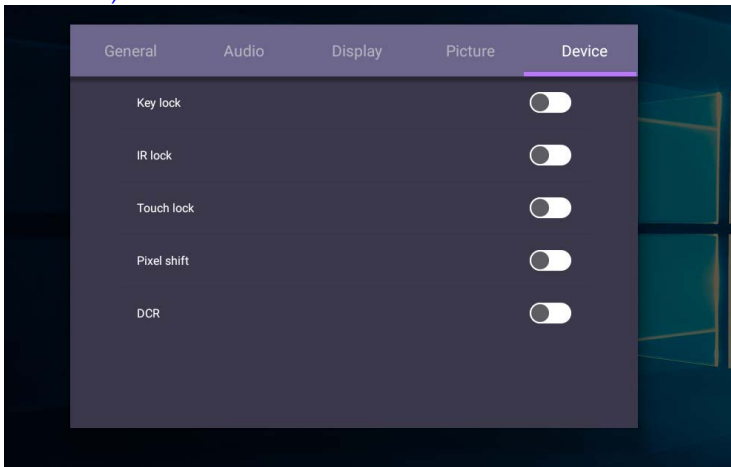 General Audio Display Picture Device
Key lock
IR lock
Touch lock
Pixel shift
DCR